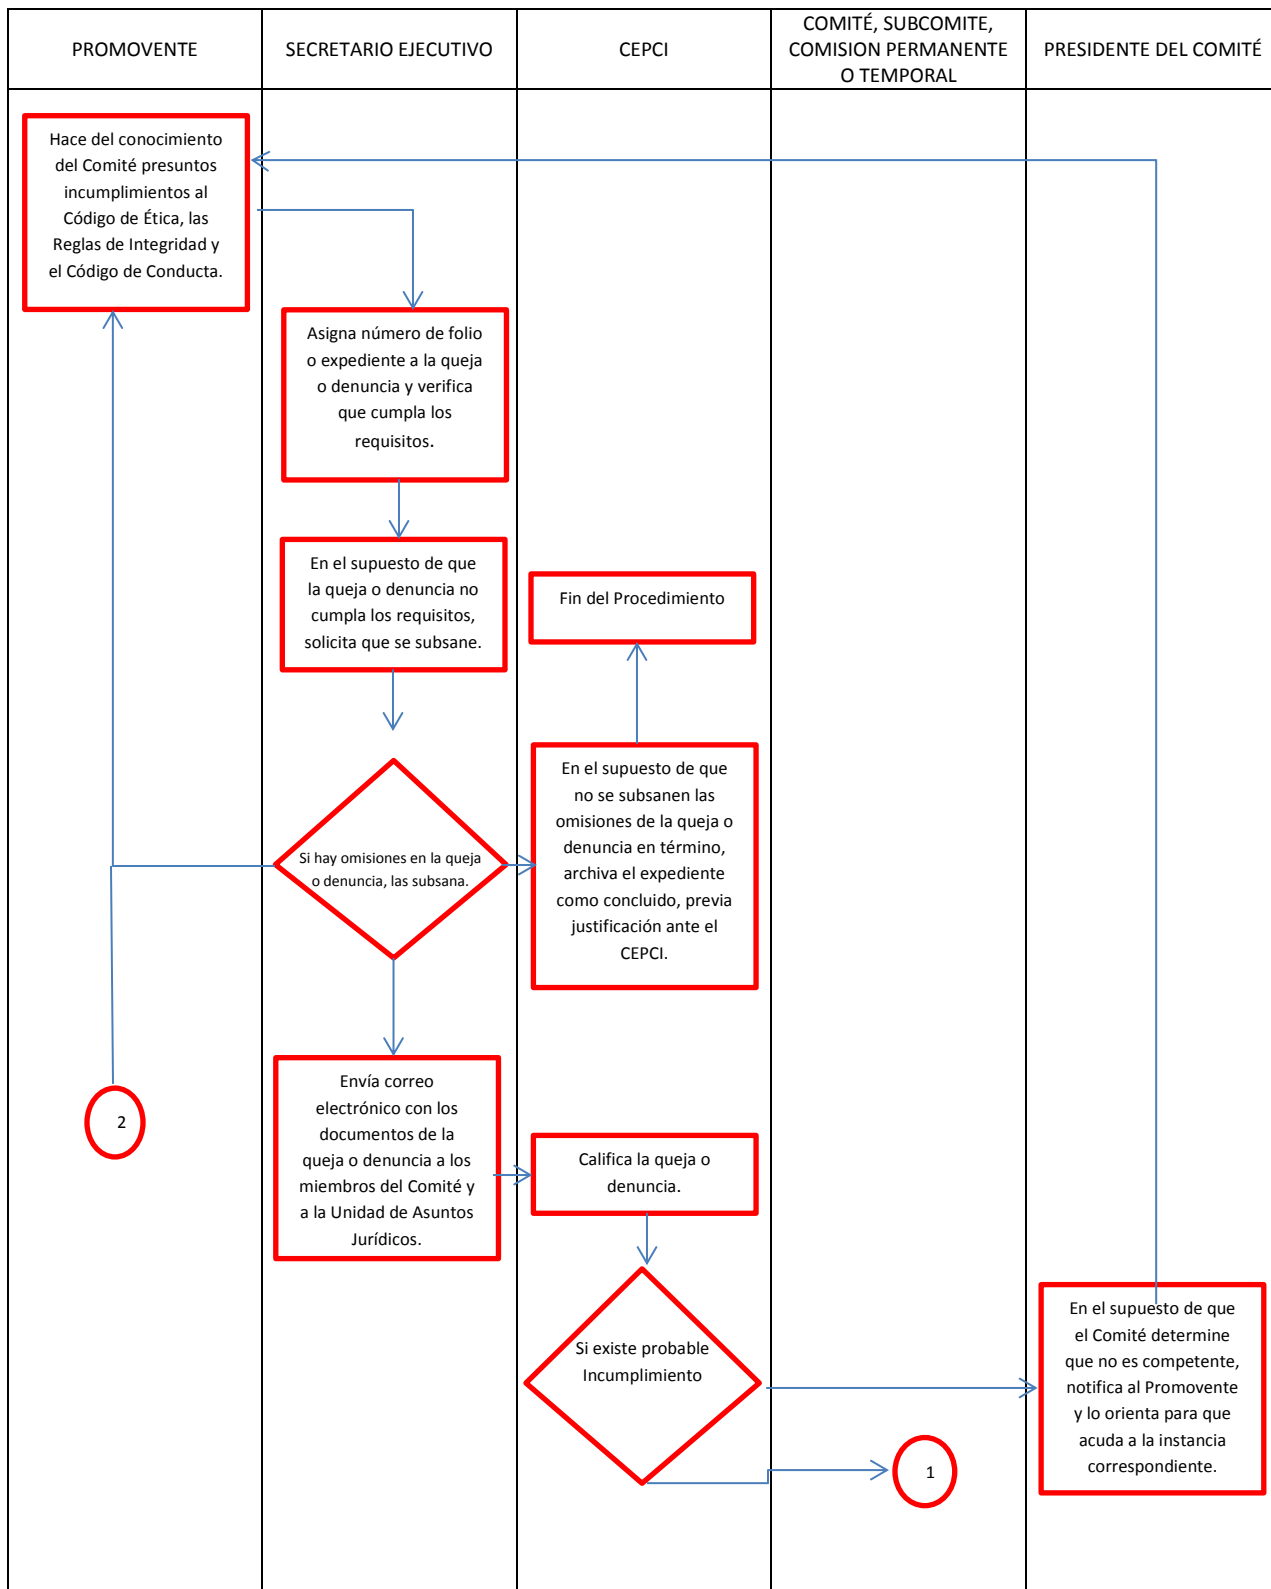 PROMOVENTE
SECRETARIO EJECUTIVO
CEPCI
COMITÉ, SUBCOMITE,
COMISION PERMANENTE
O TEMPORAL
PRESIDENTE DEL COMITÉ
Hace del conocimiento
del Comité presuntos
incumplimientos al
Código de Ética, las
Reglas de Integridad y
el Código de Conducta.
Asigna número de folio
o expediente a la queja
o denuncia y verifica
que cumpla los
requisitos.
En el supuesto de que
la queja o denuncia no
cumpla los requisitos,
solicita que se subsane.
Fin del Procedimiento
Si hay omisiones en la queja
o denuncia, las subsana.
En el supuesto de que
no se subsanen las
omisiones de la queja o
denuncia en término,
archiva el expediente
como concluido, previa
justificación ante el
CEPCI.
2
Envía correo
electrónico con los
documentos de la
queja o denuncia a los
miembros del Comité y
a la Unidad de Asuntos
Jurídicos.
Califica la queja o
denuncia.
Si existe probable
Incumplimiento
1
En el supuesto de que
el Comité determine
que no es competente,
notifica al Promovente
y lo orienta para que
acuda a la instancia
correspondiente.